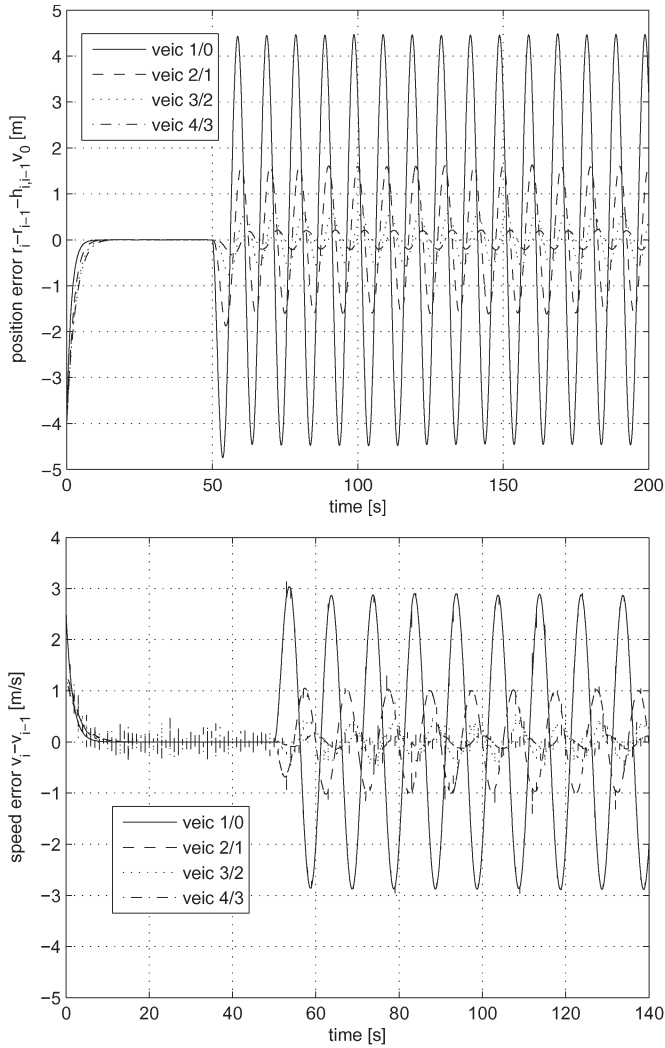 5
4
3
2
1
0
−1
−2
−3
−4
−5
position error r_i−r_{i−1}−h_{i,i−1}v_0 [m]
veic 1/0
veic 2/1
veic 3/2
veic 4/3
0 50 100 150 200
time [s]
4
3
2
1
0
−1
−2
−3
−4
−5
speed error v_i−v_{i−1} [m/s]
veic 1/0
veic 2/1
veic 3/2
veic 4/3
0 20 40 60 80 100 120 140
time [s]